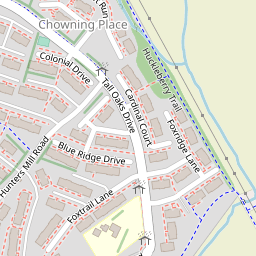 t Run
Chowning Place
Colonial Drive
Huckleberry Trail
Tall Oaks Drive
Cardinal Court
Foxridge Lane
Hunters Mill Road
Blue Ridge Drive
Foxtrail Lane